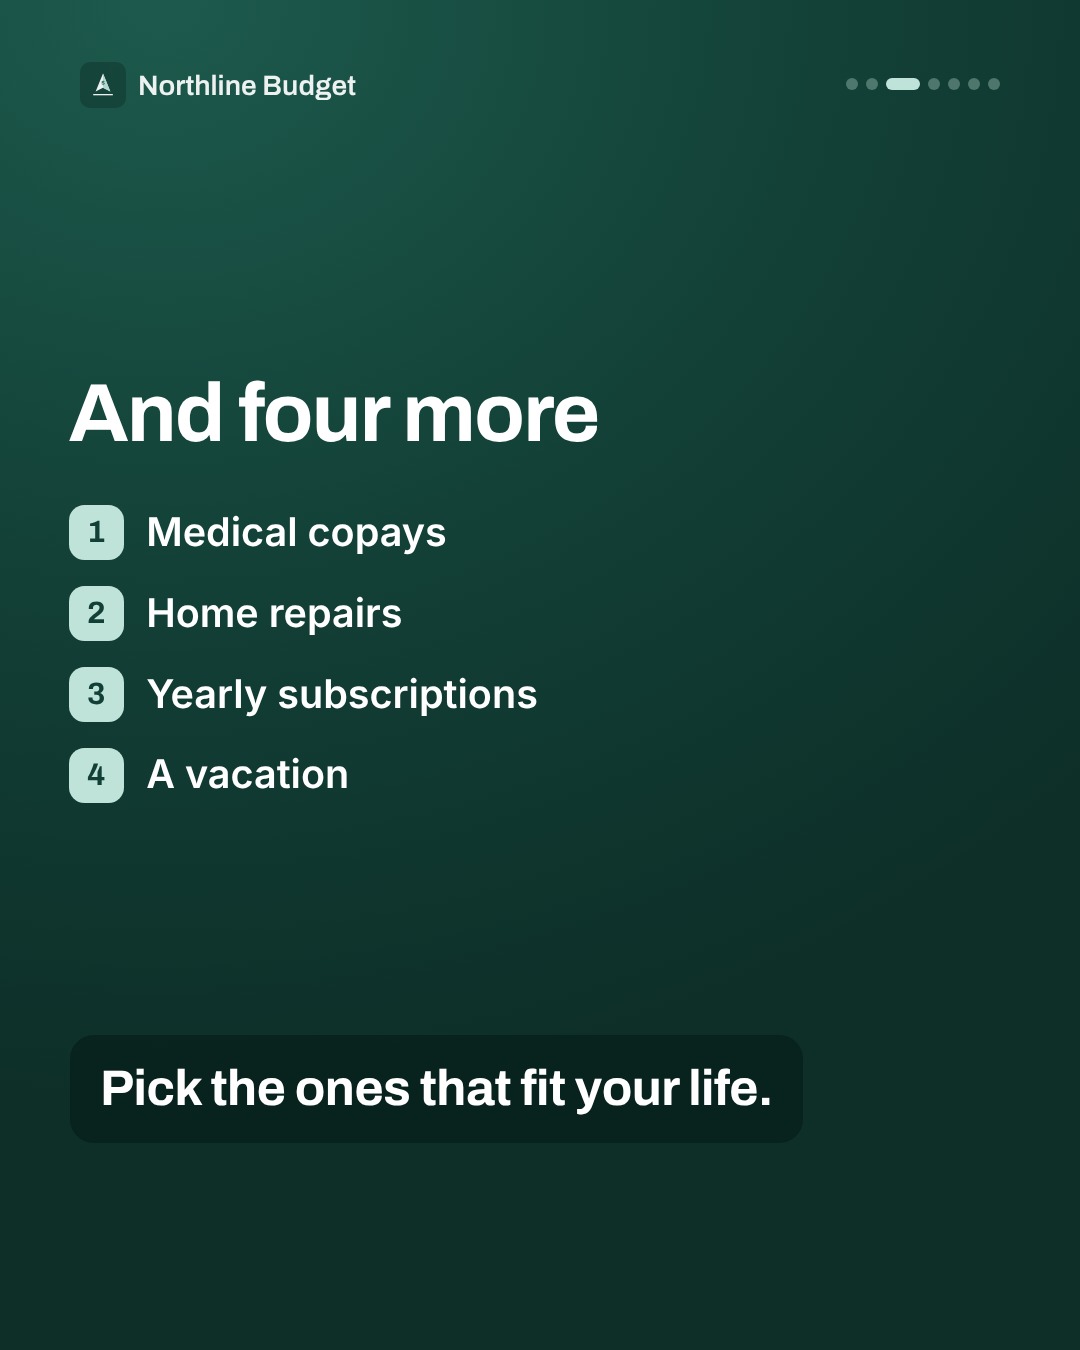 Northline Budget
And four more
1 Medical copays
2 Home repairs
3 Yearly subscriptions
4 A vacation
Pick the ones that fit your life.